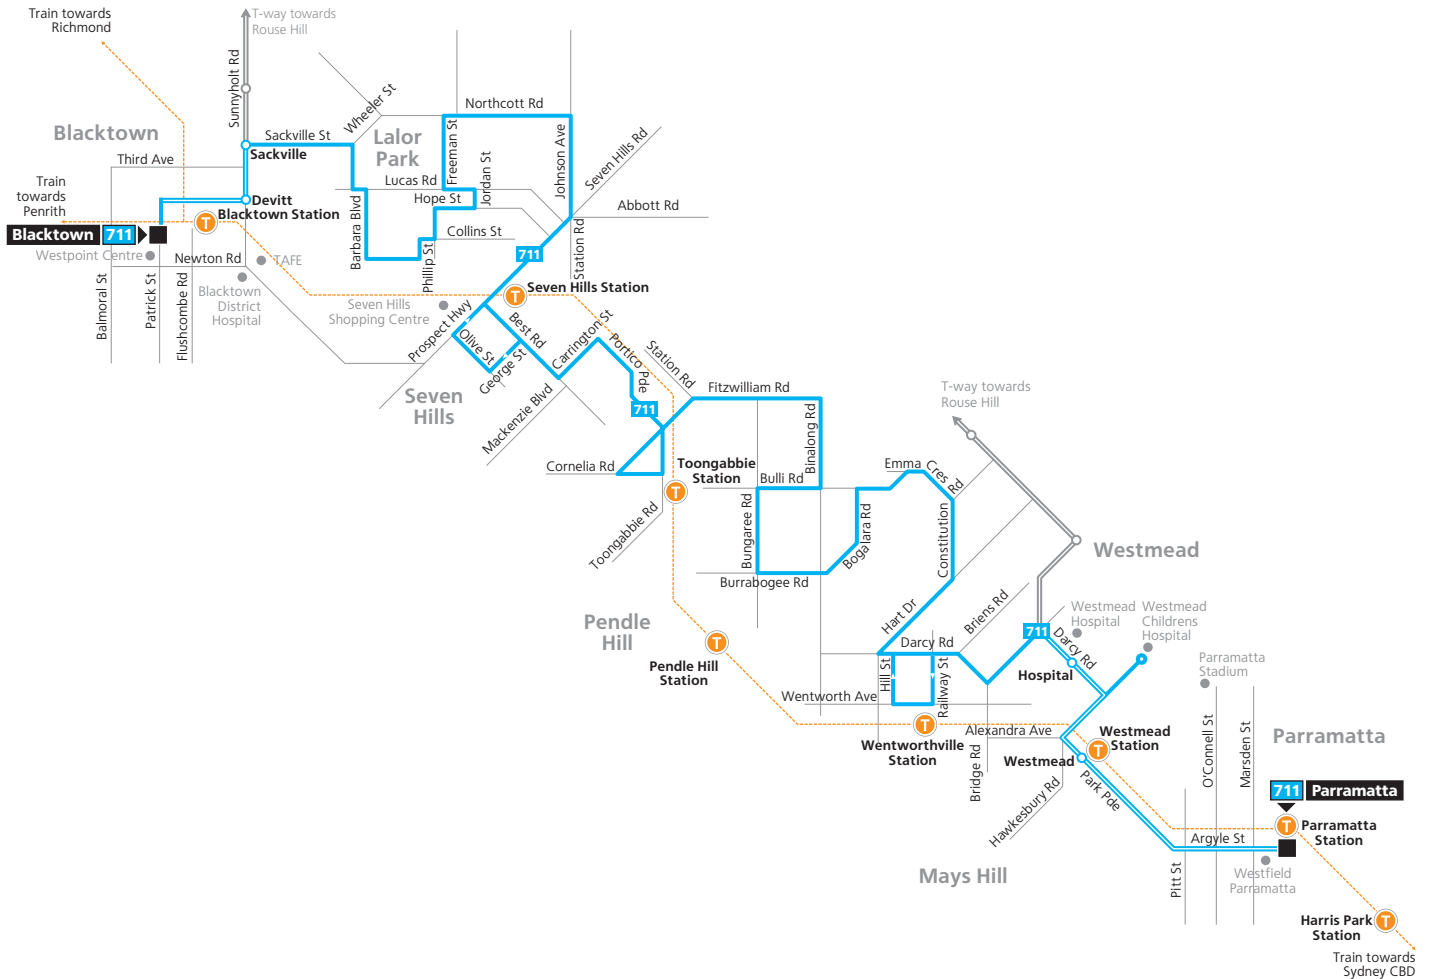 Train towards
Richmond
T-way towards
Rouse Hill
Sunnyholt Rd
Wheeler St
Northcott Rd
Blacktown
Sackville St
Lalor
Park
Freeman St
Johnson Ave
Seven Hills Rd
Sackville
Third Ave
Jordan St
Train
towards
Penrith
Lucas Rd
Hope St
Devitt
Blacktown Station
T
Abbott Rd
Barbara Blvd
Blacktown
711
Collins St
Station Rd
Westpoint Centre
Newton Rd
TAFE
Phillip St
711
Balmoral St
Patrick St
Flushcombe Rd
Blacktown
District
Hospital
Seven Hills
Shopping Centre
T
Seven Hills Station
Prospect Hwy
Best Rd
Carrington St
Olive St
George St
Portico Pde
Station Rd
Seven
Hills
Mackenzie Blvd
711
Fitzwilliam Rd
T-way towards
Rouse Hill
Binalong Rd
Cornelia Rd
Toongabbie
Station
T
Bulli Rd
Emma Cres
Constitution Rd
Toongabbie Rd
Bungaree Rd
Bogalara Rd
Burrabogee Rd
Westmead
Pendle
Hill
Hart Dr
Briens Rd
Westmead
Hospital
Westmead
Childrens
Hospital
711
T
Pendle Hill
Station
Darcy Rd
Darcy Rd
Parramatta
Stadium
Hill St
Railway St
Hospital
Wentworth Ave
T
Wentworthville
Station
Alexandra Ave
Bridge Rd
Westmead
T
Westmead
Station
O'Connell St
Marsden St
Parramatta
Hawkesbury Rd
Park Pde
711
Parramatta
T
Parramatta
Station
Argyle St
Pitt St
Mays Hill
Westfield
Parramatta
Harris Park
Station
T
Train towards
Sydney CBD